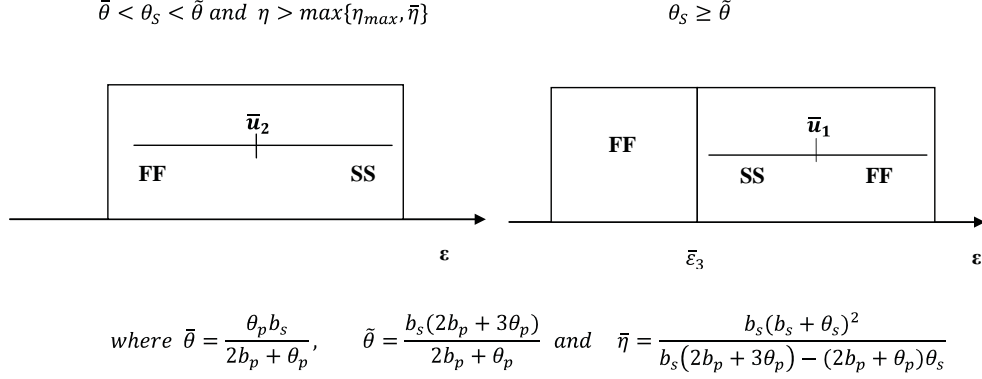 θ̄ < θ_S < θ̃ and η > max{η_max, η̄}
θ_S ≥ θ̃
ū₂
FF SS
ε
FF
ū₁
SS FF
ε̄₃
ε
where θ̄ = θ_p b_s / (2b_p + θ_p), θ̃ = b_s(2b_p + 3θ_p) / (2b_p + θ_p) and η̄ = b_s(b_s + θ_s)² / (b_s(2b_p + 3θ_p) − (2b_p + θ_p)θ_s)